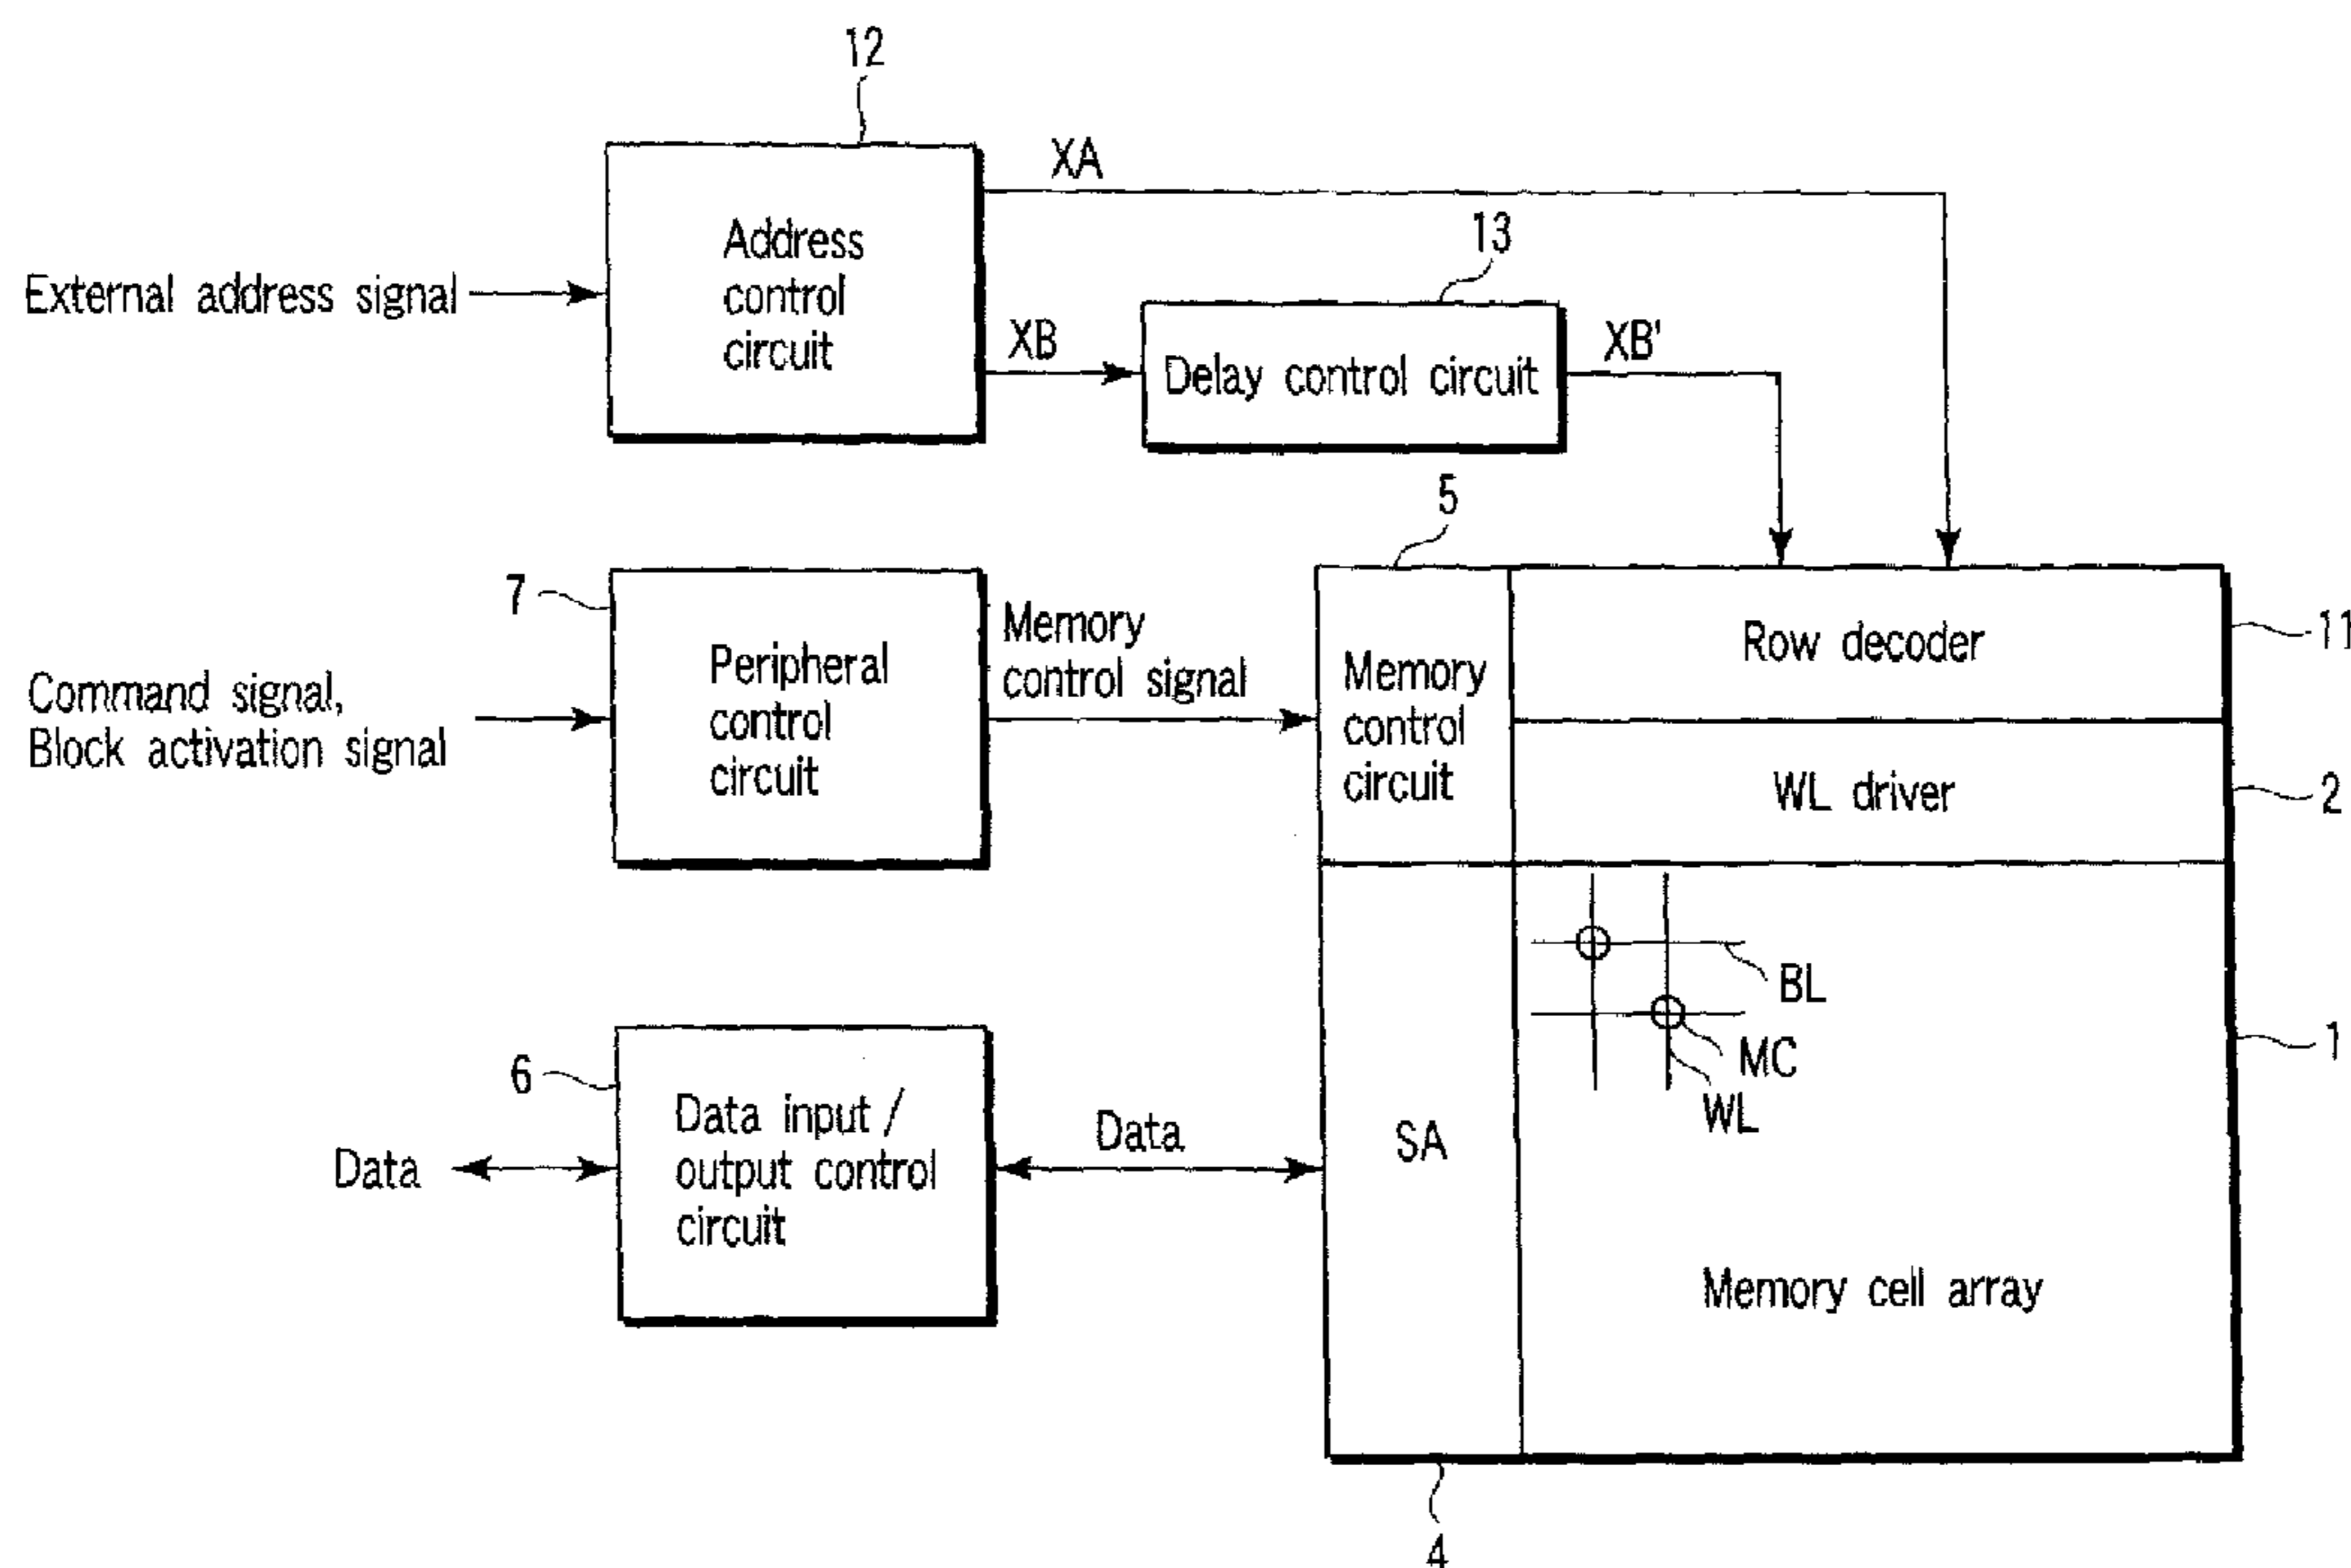 12
XA
Address
control
circuit
13
External address signal
XB
Delay control circuit
XB'
5
7
Peripheral
control
circuit
Memory
control signal
Memory
control
circuit
Row decoder
11
Command signal,
Block activation signal
WL driver
2
BL
MC
WL
1
6
Data input /
output control
circuit
Data
Data
SA
Memory cell array
4